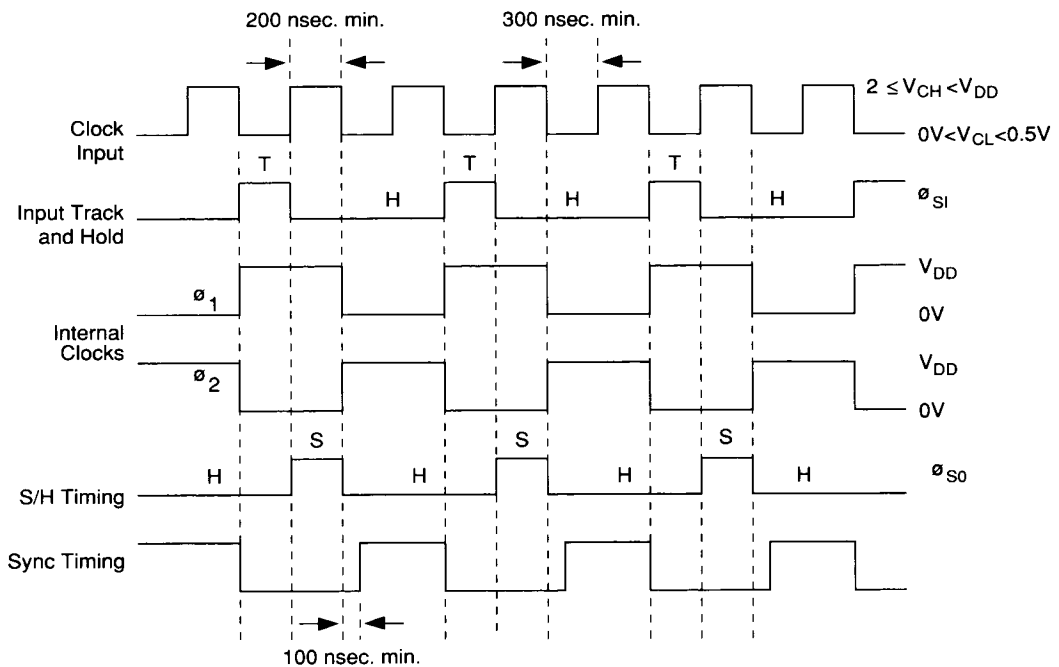 200 nsec. min.
300 nsec. min.
2 ≤ V_CH < V_DD
Clock
Input
0V<V_CL<0.5V
T
T
T
H
H
H
ø_SI
Input Track
and Hold
V_DD
ø_1
0V
Internal
Clocks
V_DD
ø_2
0V
S
S
S
H
H
H
H
ø_S0
S/H Timing
Sync Timing
100 nsec. min.